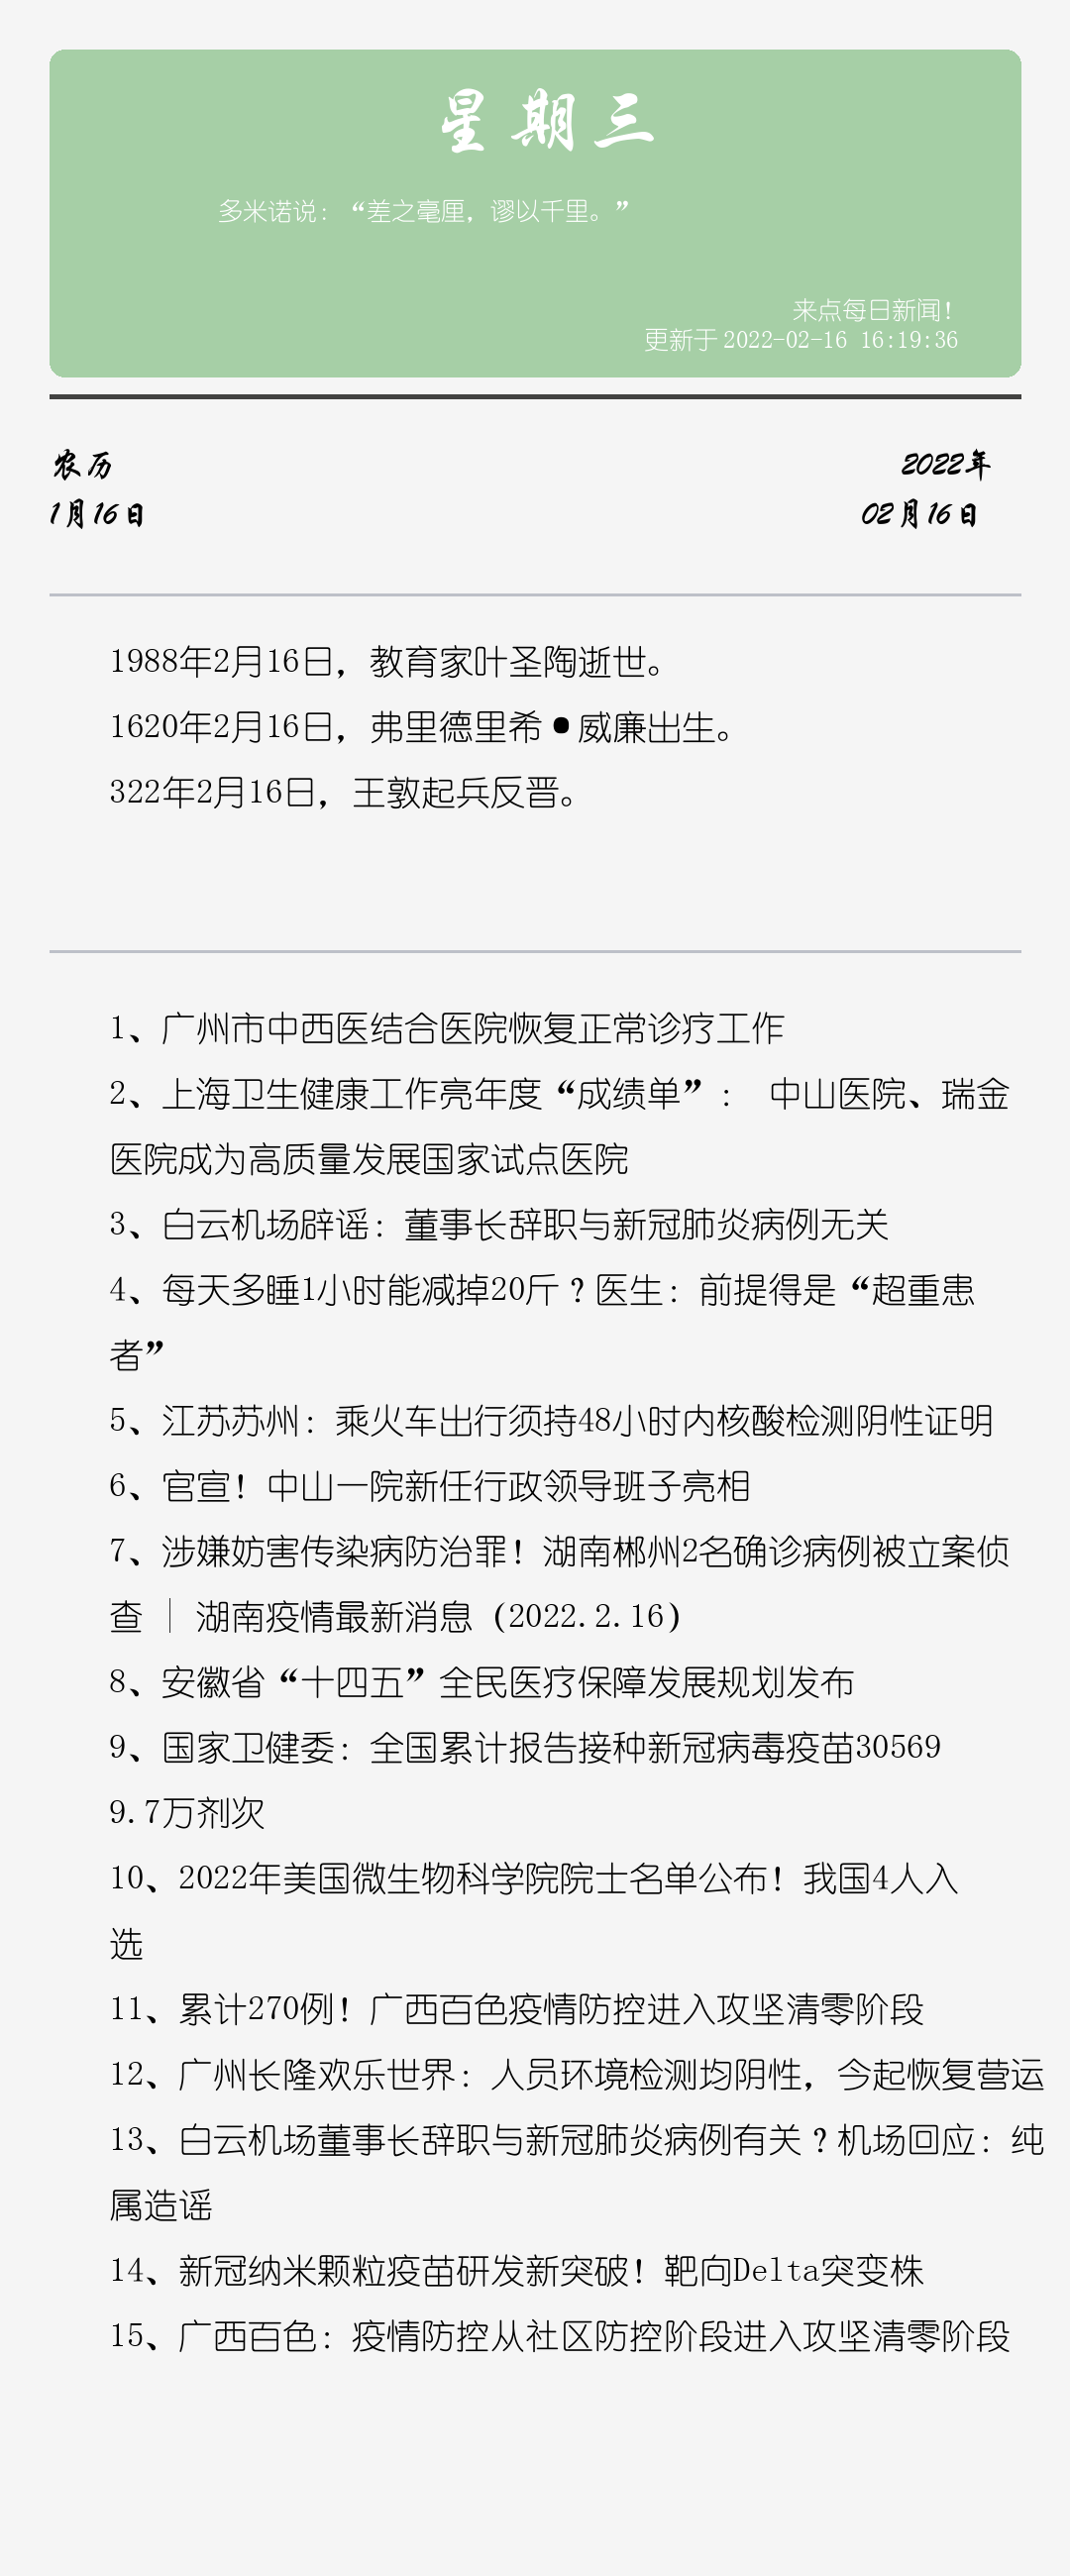 星期三
多米诺说：“差之毫厘，谬以千里。”
来点每日新闻！
更新于2022-02-16 16:19:36
农历
2022年
1月16日
02月16日
1988年2月16日，教育家叶圣陶逝世。
1620年2月16日，弗里德里希•威廉出生。
322年2月16日，王敦起兵反晋。
1、广州市中西医结合医院恢复正常诊疗工作
2、上海卫生健康工作亮年度“成绩单”： 中山医院、瑞金
医院成为高质量发展国家试点医院
3、白云机场辟谣：董事长辞职与新冠肺炎病例无关
4、每天多睡1小时能减掉20斤？医生：前提得是“超重患
者”
5、江苏苏州：乘火车出行须持48小时内核酸检测阴性证明
6、官宣！中山一院新任行政领导班子亮相
7、涉嫌妨害传染病防治罪！湖南郴州2名确诊病例被立案侦
查 | 湖南疫情最新消息（2022.2.16）
8、安徽省“十四五”全民医疗保障发展规划发布
9、国家卫健委：全国累计报告接种新冠病毒疫苗30569
9.7万剂次
10、2022年美国微生物科学院院士名单公布！我国4人入
选
11、累计270例！广西百色疫情防控进入攻坚清零阶段
12、广州长隆欢乐世界：人员环境检测均阴性，今起恢复营运
13、白云机场董事长辞职与新冠肺炎病例有关？机场回应：纯
属造谣
14、新冠纳米颗粒疫苗研发新突破！靶向Delta突变株
15、广西百色：疫情防控从社区防控阶段进入攻坚清零阶段